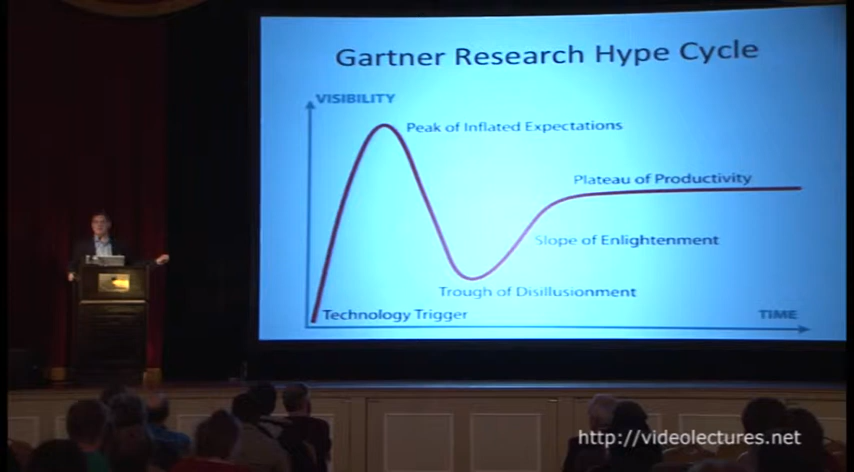 Gartner Research Hype Cycle
VISIBILITY
Peak of Inflated Expectations
Plateau of Productivity
Slope of Enlightenment
Trough of Disillusionment
Technology Trigger
TIME
http://videolectures.net